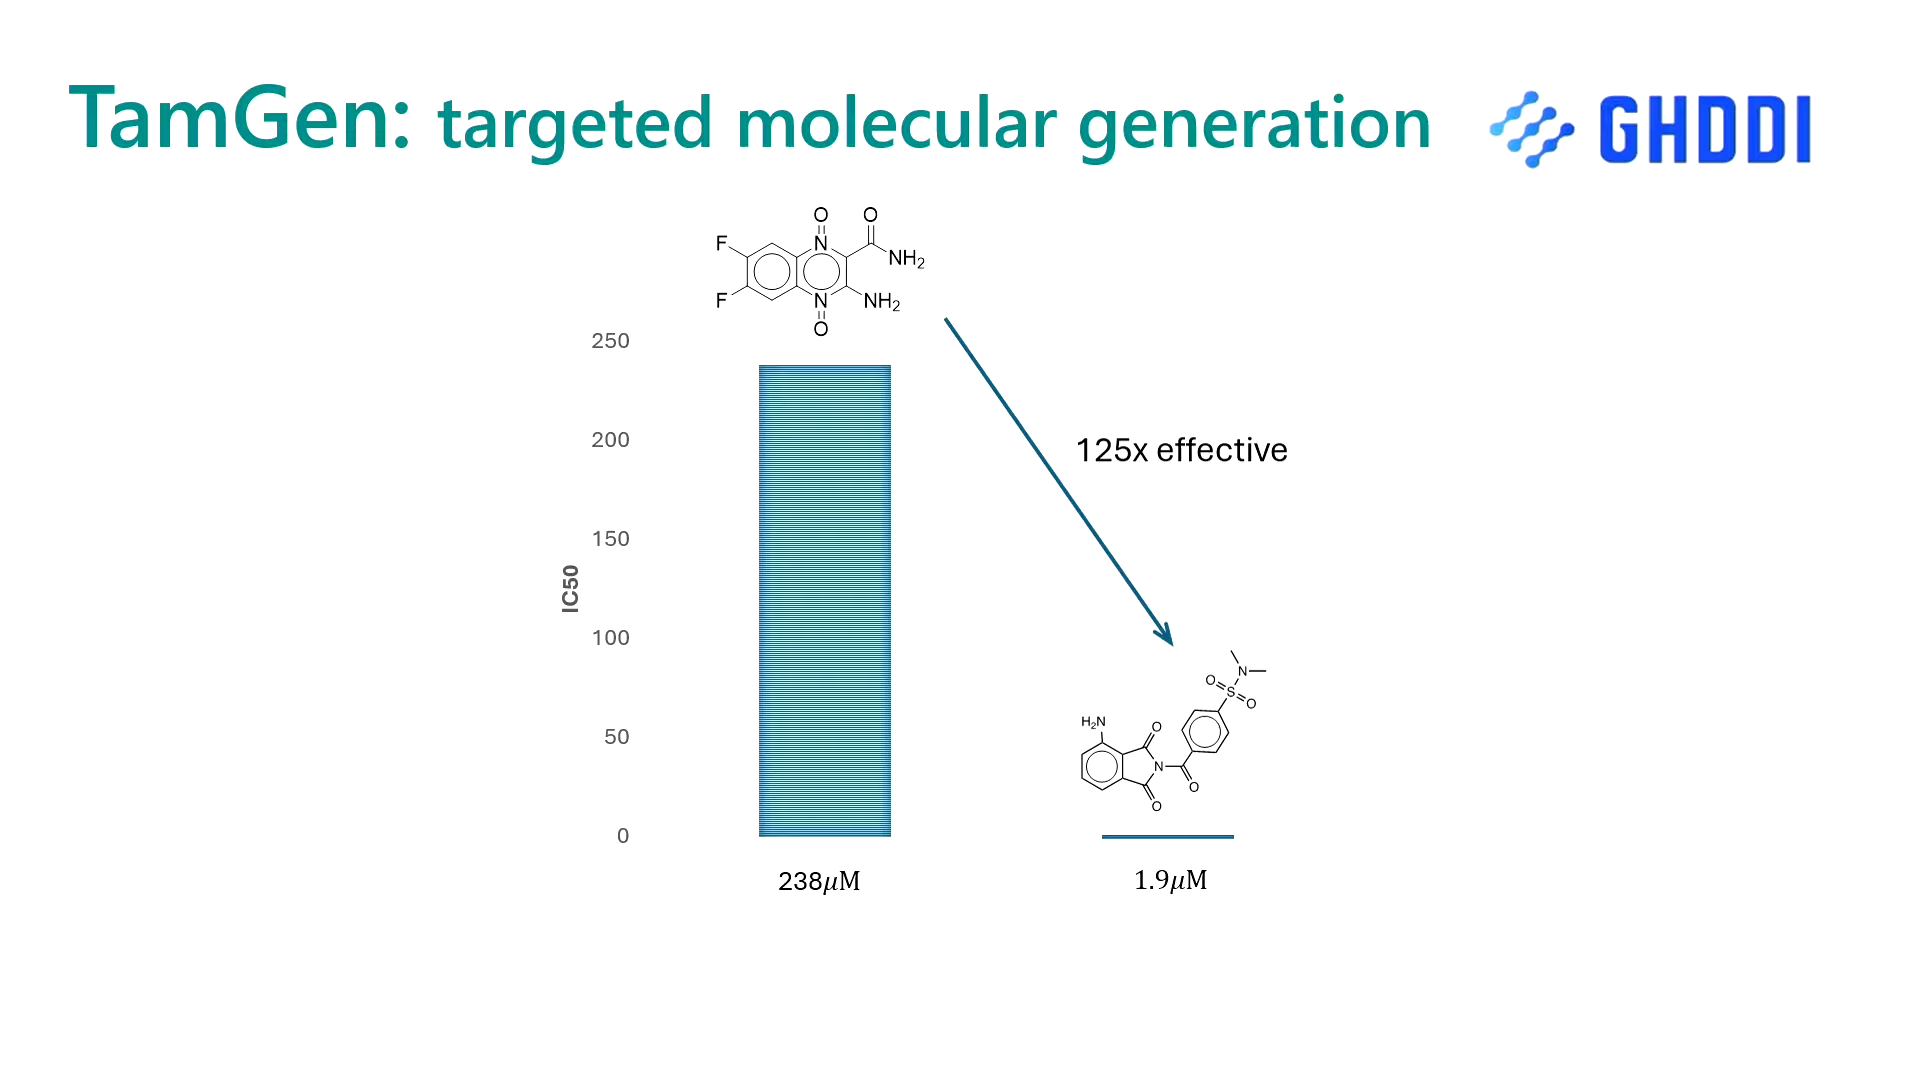 TamGen: targeted molecular generation
GHDDI
O O
F N NH₂
F N NH₂
O
250
200
150
100
50
0
IC50
125x effective
N
O S O
H₂N O
N
O O
238μM
1.9μM